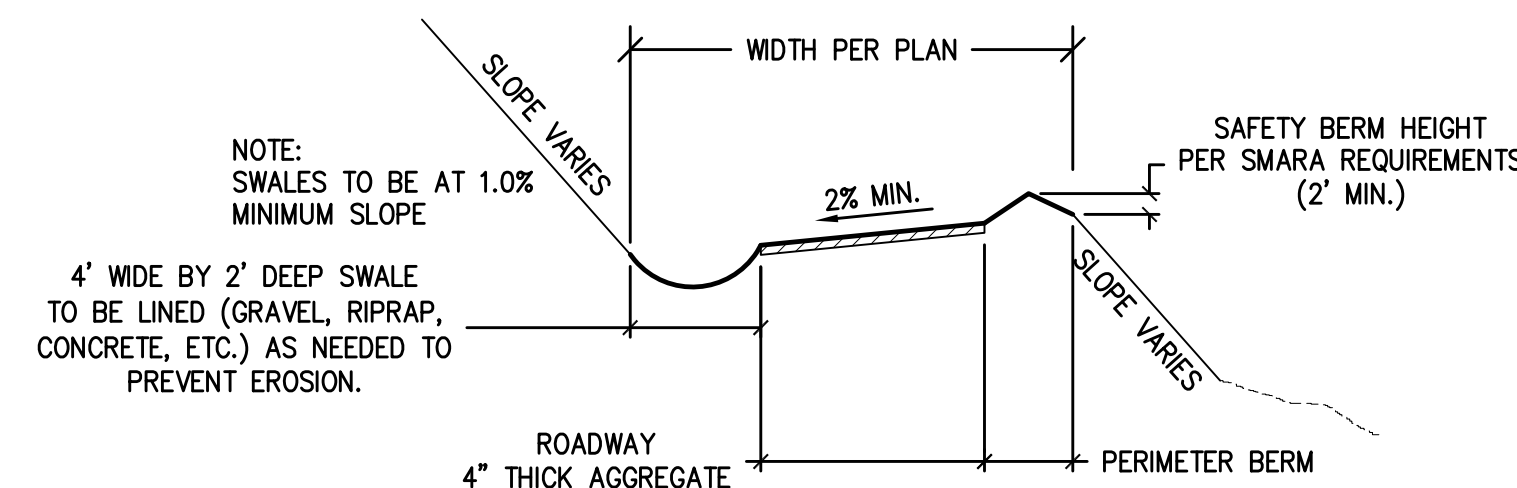 WIDTH PER PLAN
SLOPE VARIES
NOTE:
SWALES TO BE AT 1.0%
MINIMUM SLOPE
SAFETY BERM HEIGHT
PER SMARA REQUIREMENTS
(2' MIN.)
2% MIN.
4' WIDE BY 2' DEEP SWALE
TO BE LINED (GRAVEL, RIPRAP,
CONCRETE, ETC.) AS NEEDED TO
PREVENT EROSION.
SLOPE VARIES
ROADWAY
4" THICK AGGREGATE
PERIMETER BERM